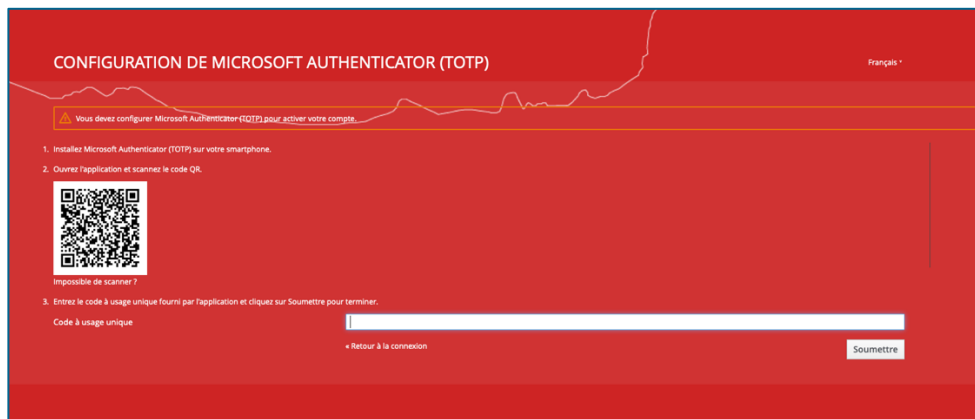 CONFIGURATION DE MICROSOFT AUTHENTICATOR (TOTP)
Français
Vous devez configurer Microsoft Authenticator (TOTP) pour activer votre compte.
1. Installez Microsoft Authenticator (TOTP) sur votre smartphone.
2. Ouvrez l'application et scannez le code QR.
Impossible de scanner ?
3. Entrez le code à usage unique fourni par l'application et cliquez sur Soumettre pour terminer.
Code à usage unique
« Retour à la connexion
Soumettre